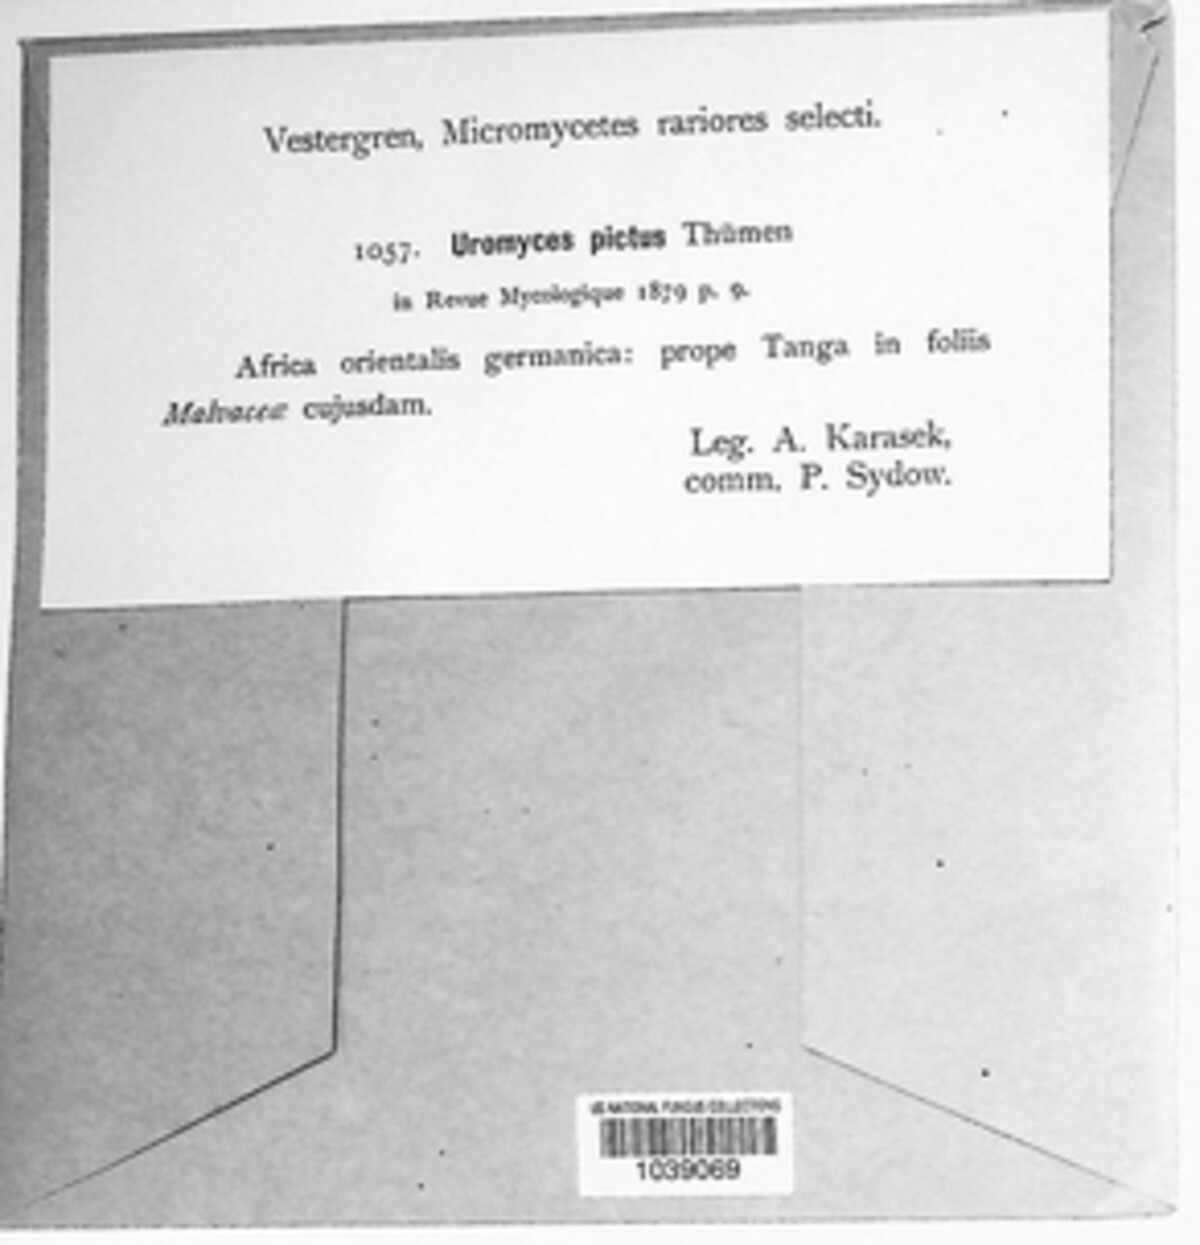 Vestergren, Micromycetes rariores selecti.
1057. Uromyces pictus Thümen
in Revue Mycologique 1879 p. 9.
Africa orientalis germanica: prope Tanga in foliis
Malvaceæ cujusdam.
Leg. A. Karasek,
comm. P. Sydow.
US NATIONAL FUNGUS COLLECTIONS
1039069